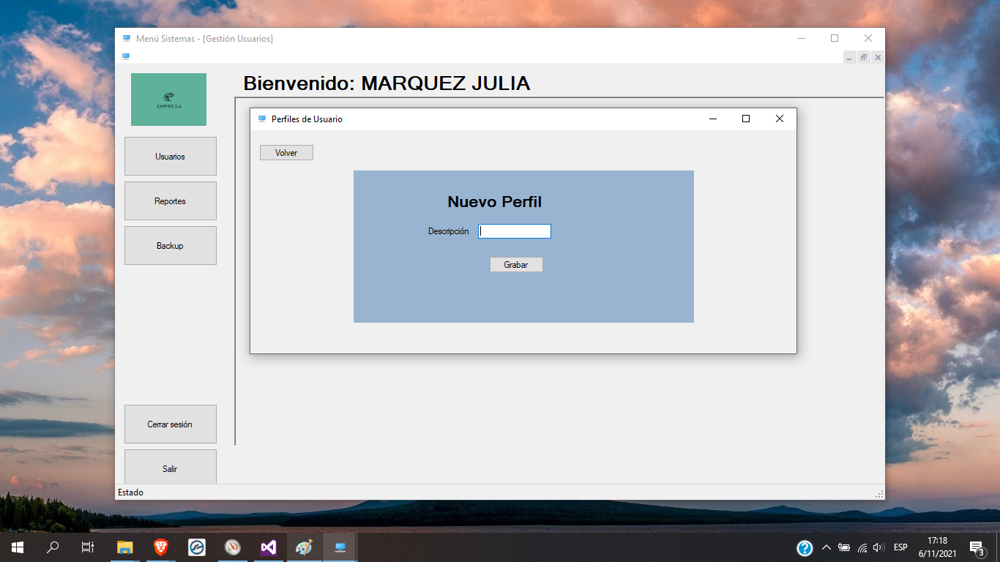 Menú Sistemas - [Gestión Usuarios]
EMPRESA
Bienvenido: MARQUEZ JULIA
Usuarios
Reportes
Backup
Cerrar sesión
Salir
Perfiles de Usuario
Volver
Nuevo Perfil
Descripción
Grabar
Estado
ESP
17:18
6/11/2021
3